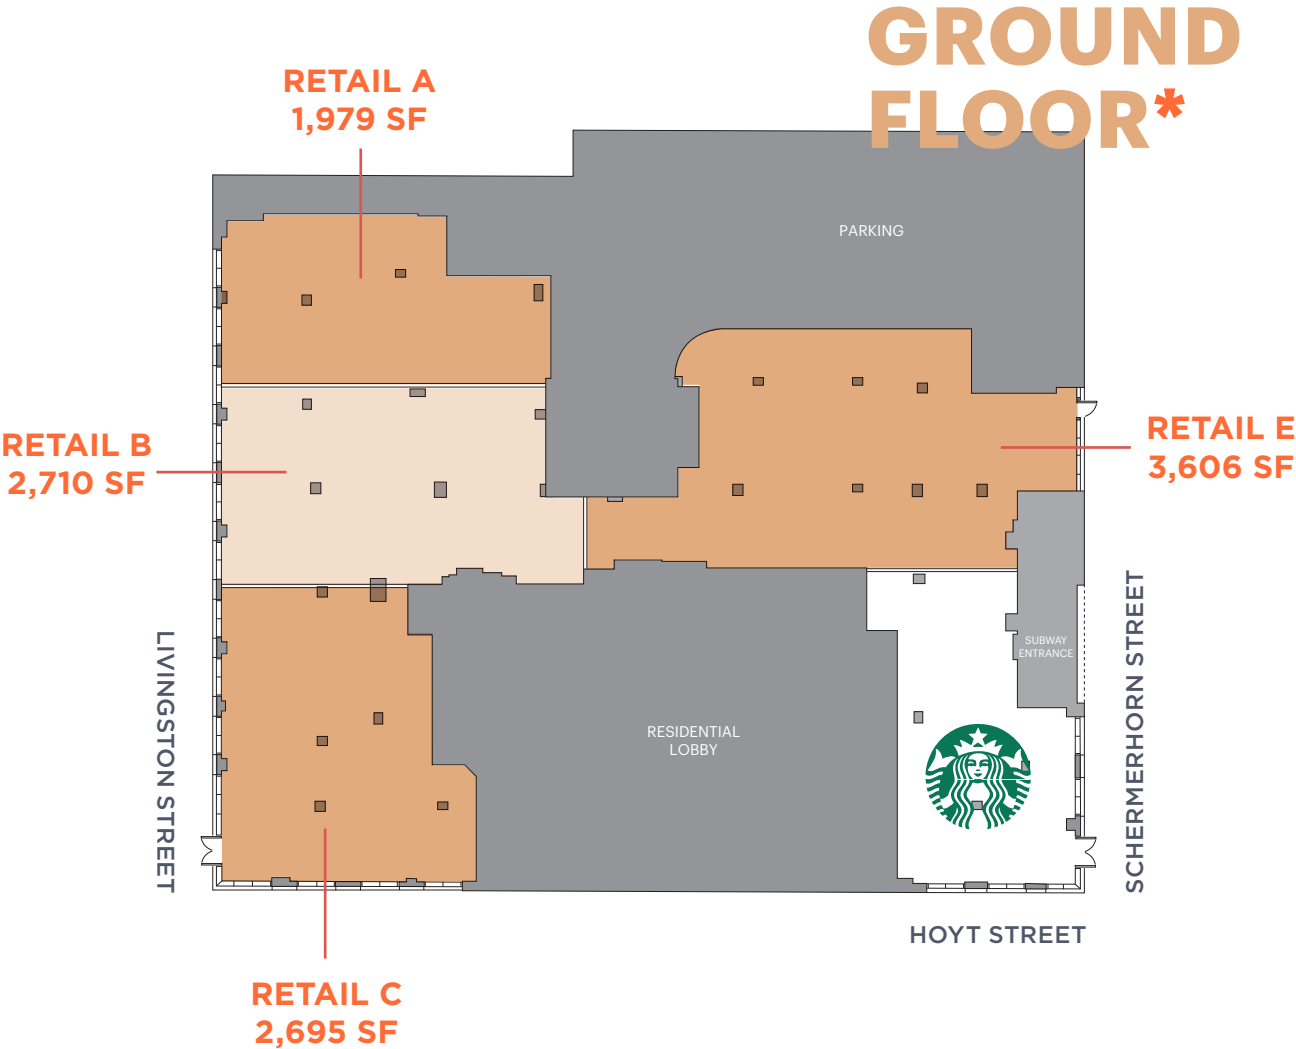 GROUND
FLOOR*
RETAIL A
1,979 SF
PARKING
RETAIL B
2,710 SF
RETAIL E
3,606 SF
LIVINGSTON STREET
SUBWAY
ENTRANCE
SCHERMERHORN STREET
RESIDENTIAL
LOBBY
HOYT STREET
RETAIL C
2,695 SF